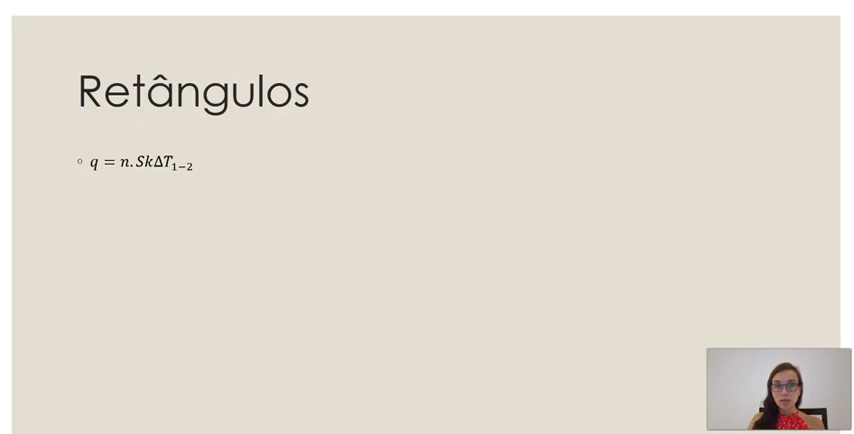 Retângulos
q = n.SkΔT₁₋₂